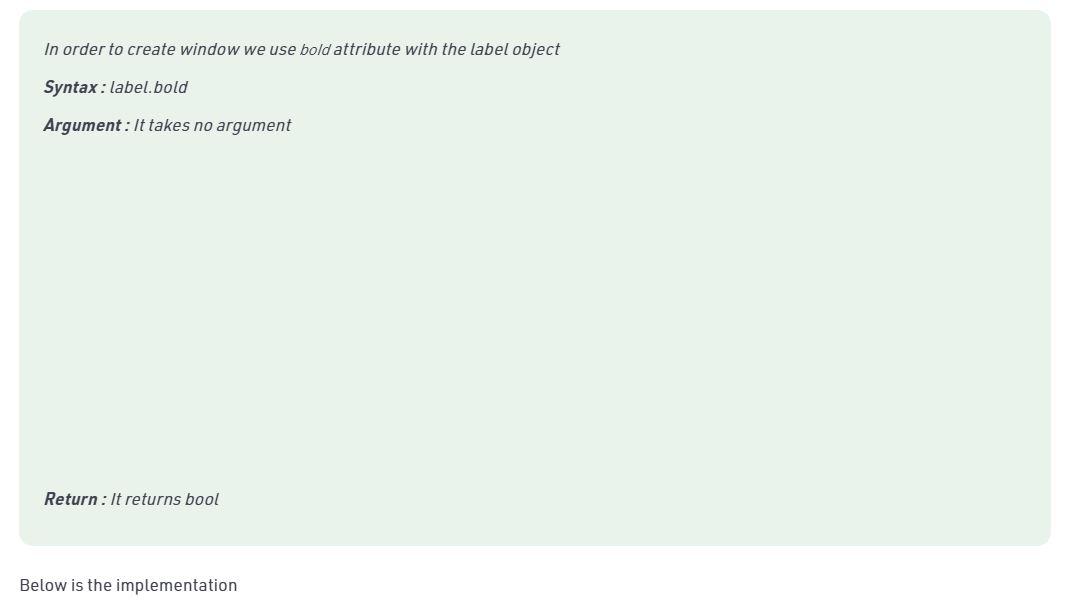 In order to create window we use bold attribute with the label object
Syntax : label.bold
Argument : It takes no argument
Return : It returns bool
Below is the implementation